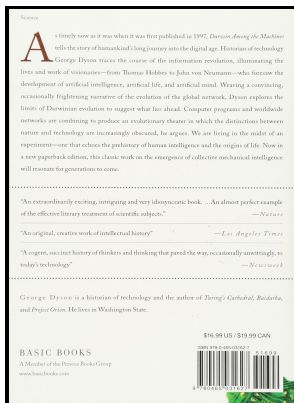 Science
As timely now as it was when it was first published in 1997, Darwin Among the Machines
tells the story of humankind's long journey into the digital age. Historian of technology
George Dyson traces the course of the information revolution, illuminating the
lives and work of visionaries—from Thomas Hobbes to John von Neumann—who foresaw the
development of artificial intelligence, artificial life, and artificial mind. Weaving a convincing,
occasionally frightening narrative of the evolution of the global network, Dyson explores the
limits of Darwinian evolution to suggest what lies ahead. Computer programs and worldwide
networks are combining to produce an evolutionary theater in which the distinctions between
nature and technology are increasingly obscured, he argues. We are living in the midst of an
experiment—one that echoes the prehistory of human intelligence and the origins of life. Now in
a new paperback edition, this classic work on the emergence of collective mechanical intelligence
will resonate for generations to come.
"An extraordinarily exciting, intriguing and very idiosyncratic book. . . . An almost perfect example
of the effective literary treatment of scientific subjects." —Nature
"An original, creative work of intellectual history" —Los Angeles Times
"A cogent, succinct history of thinkers and thinking that paved the way, occasionally unwittingly, to
today's technology" —Newsweek
George Dyson is a historian of technology and the author of Turing's Cathedral, Baidarka,
and Project Orion. He lives in Washington State.
$16.99 US / $19.99 CAN
ISBN 978-0-465-03162-7
51699
9 780465 031627
BASIC BOOKS
A Member of the Perseus Books Group
www.basicbooks.com